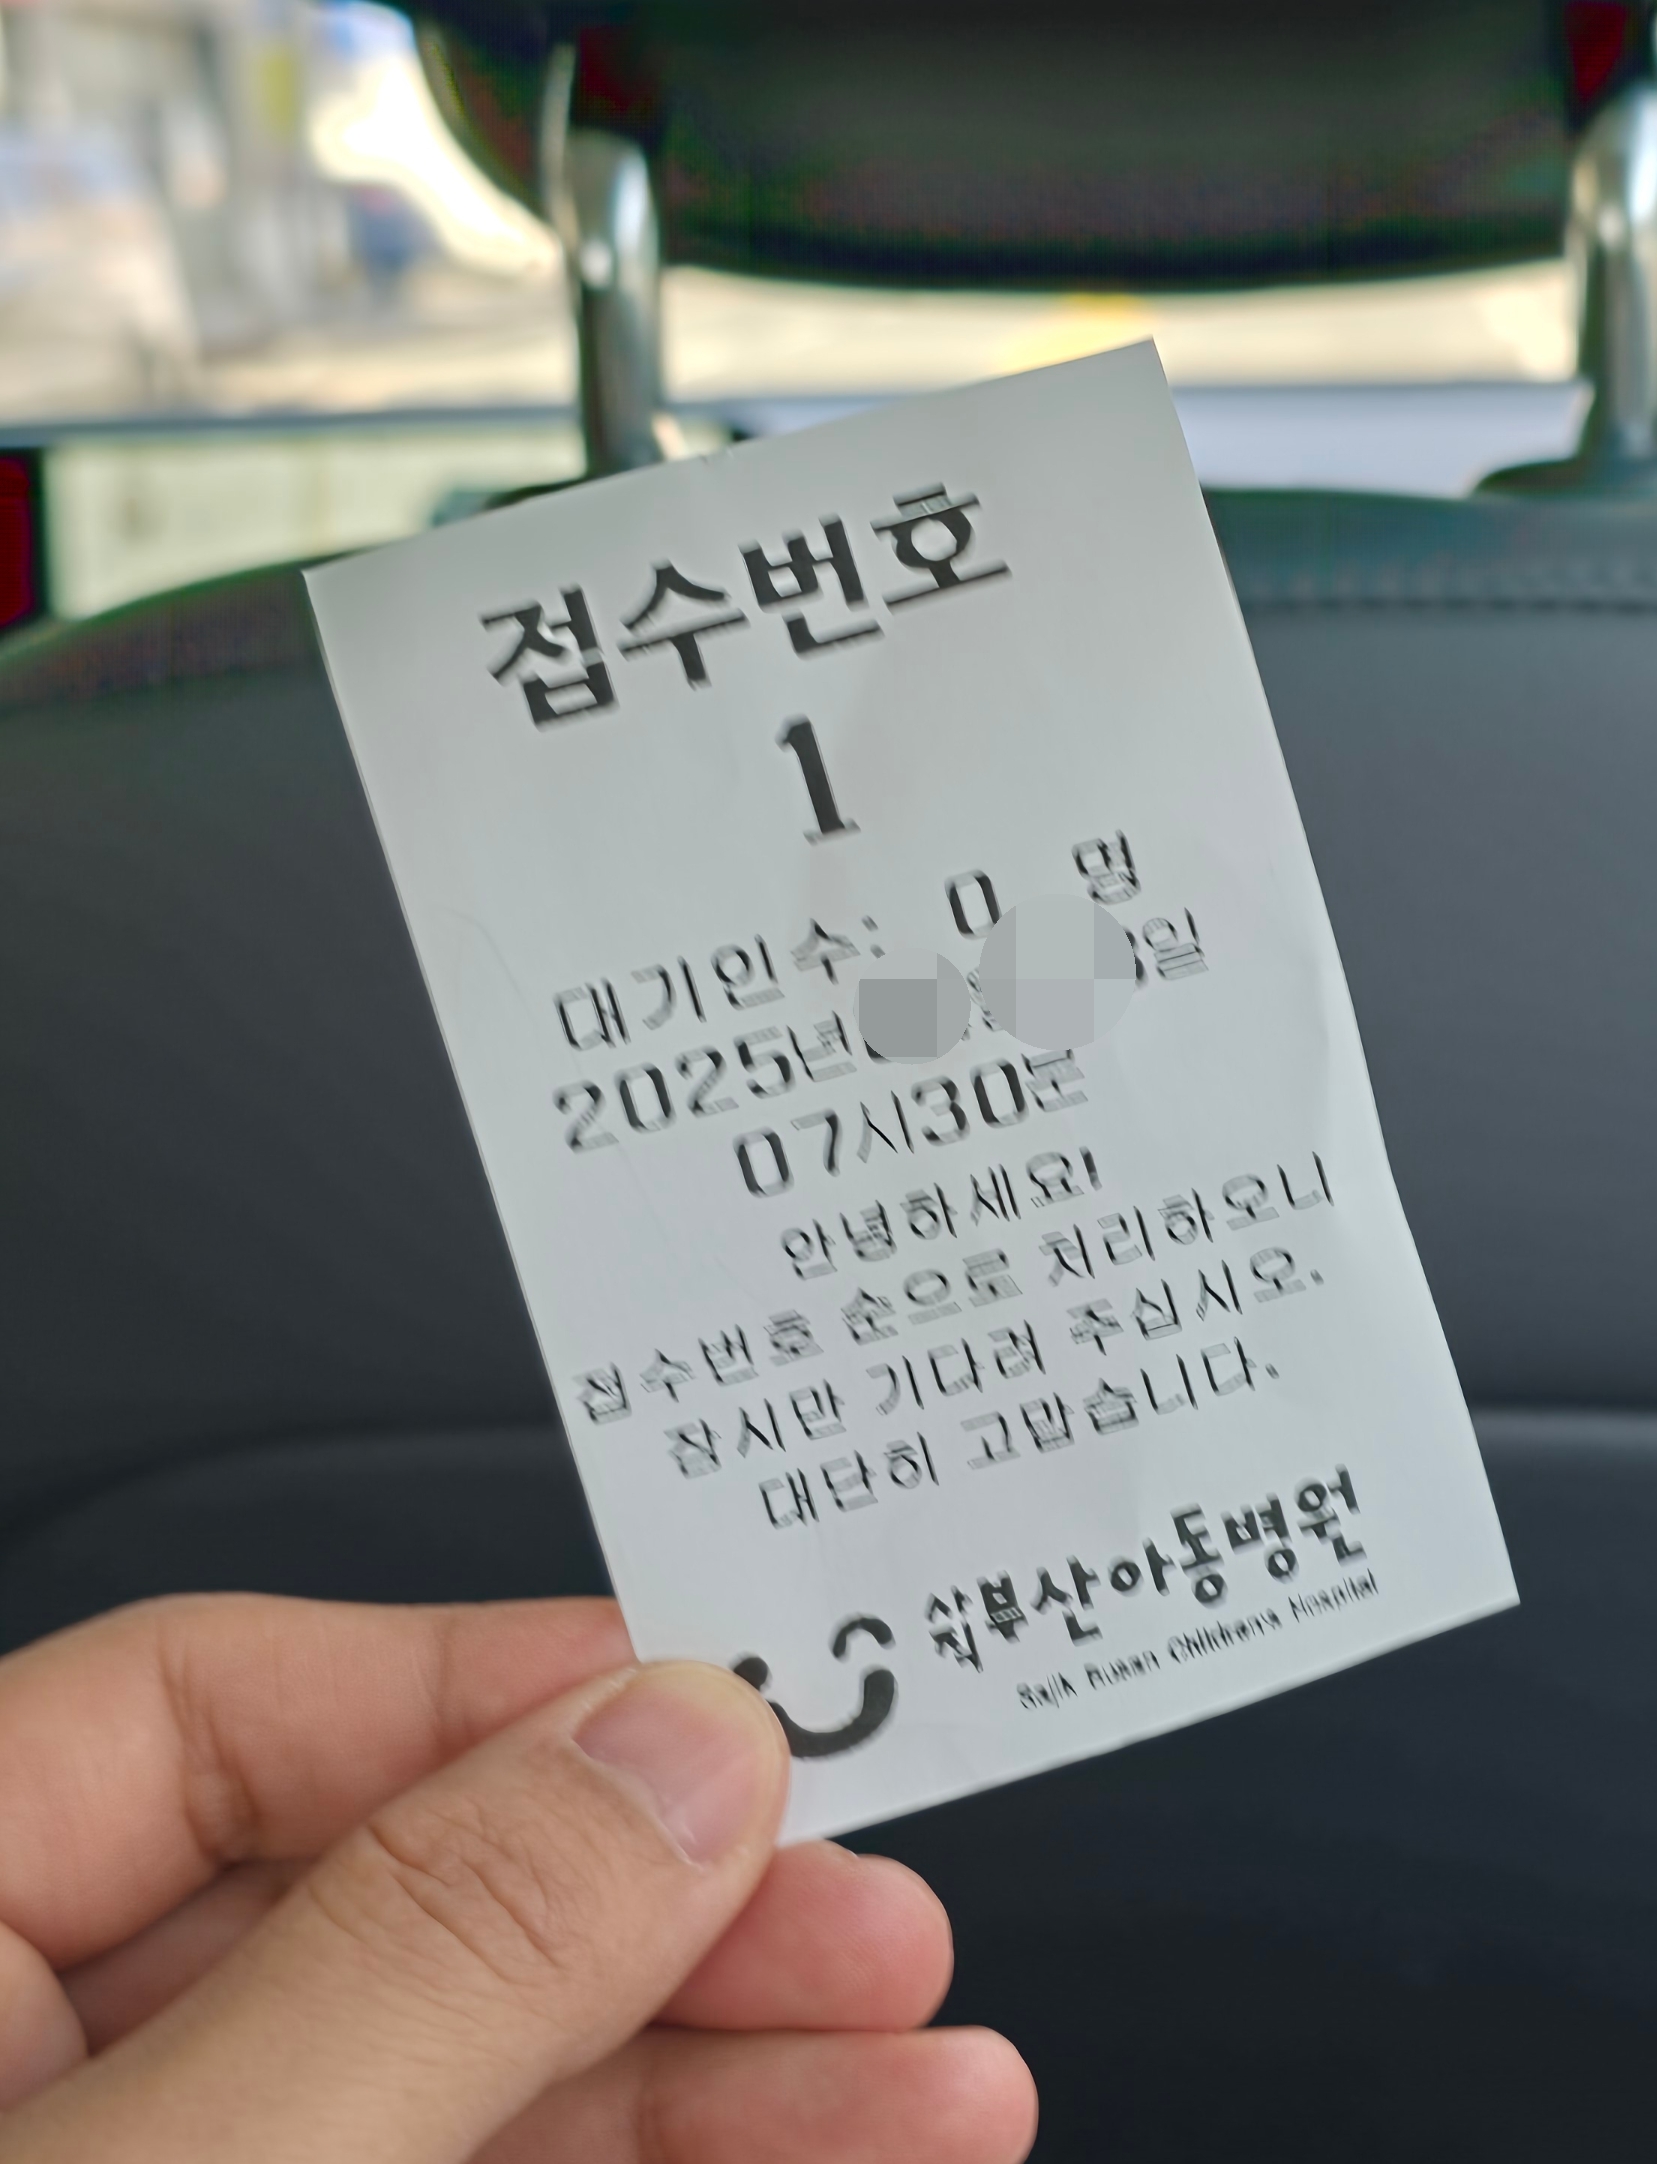 접수번호
1
대기인수: 0 명
2025년 일
07시30분
안녕하세요!
접수번호 순으로 처리하오니
잠시만 기다려 주십시오.
대단히 고맙습니다.
부산아동병원
Children's Hospital